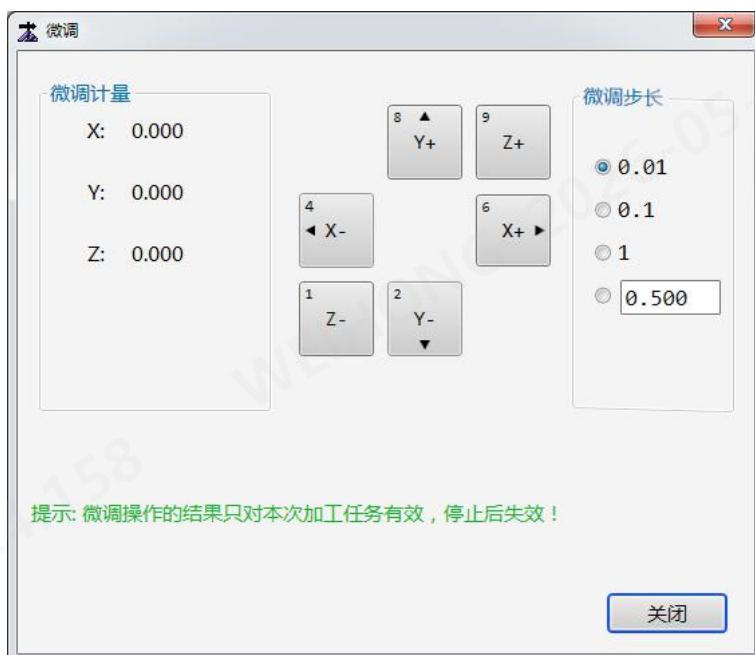 微调
微调计量
X: 0.000
Y: 0.000
Z: 0.000
8 ▲
Y+
9
Z+
4
◄ X-
6
X+ ►
1
Z-
2
Y-
▼
微调步长
0.01
0.1
1
0.500
提示: 微调操作的结果只对本次加工任务有效，停止后失效！
关闭
158